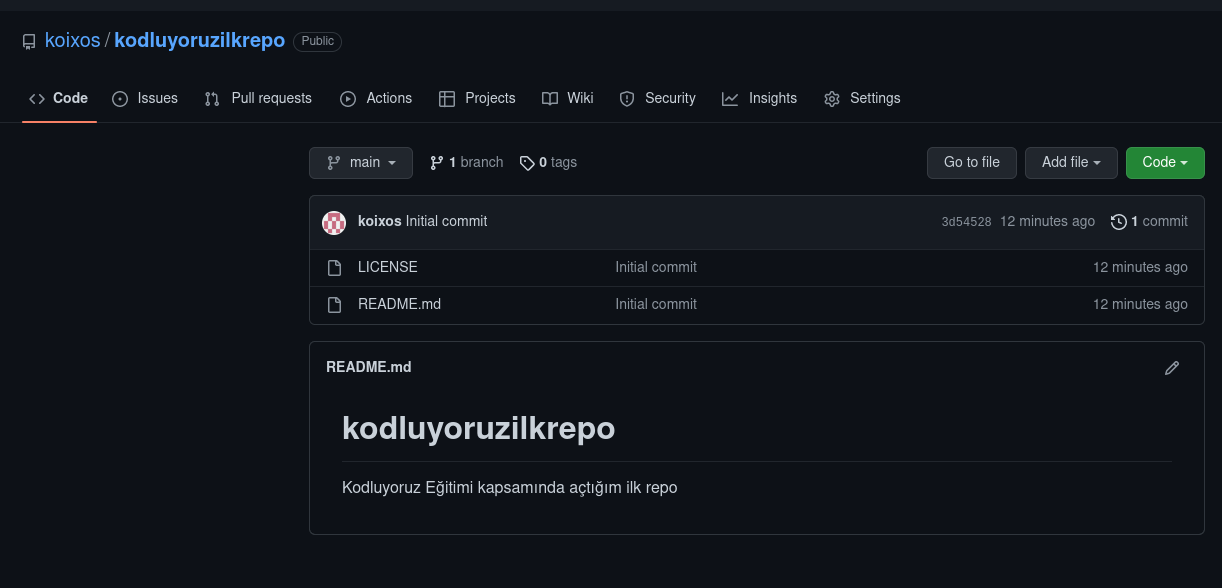 koixos / kodluyoruzilkrepo Public
Code Issues Pull requests Actions Projects Wiki Security Insights Settings
main 1 branch 0 tags Go to file Add file Code
koixos Initial commit 3d54528 12 minutes ago 1 commit
LICENSE Initial commit 12 minutes ago
README.md Initial commit 12 minutes ago
README.md
kodluyoruzilkrepo
Kodluyoruz Eğitimi kapsamında açtığım ilk repo